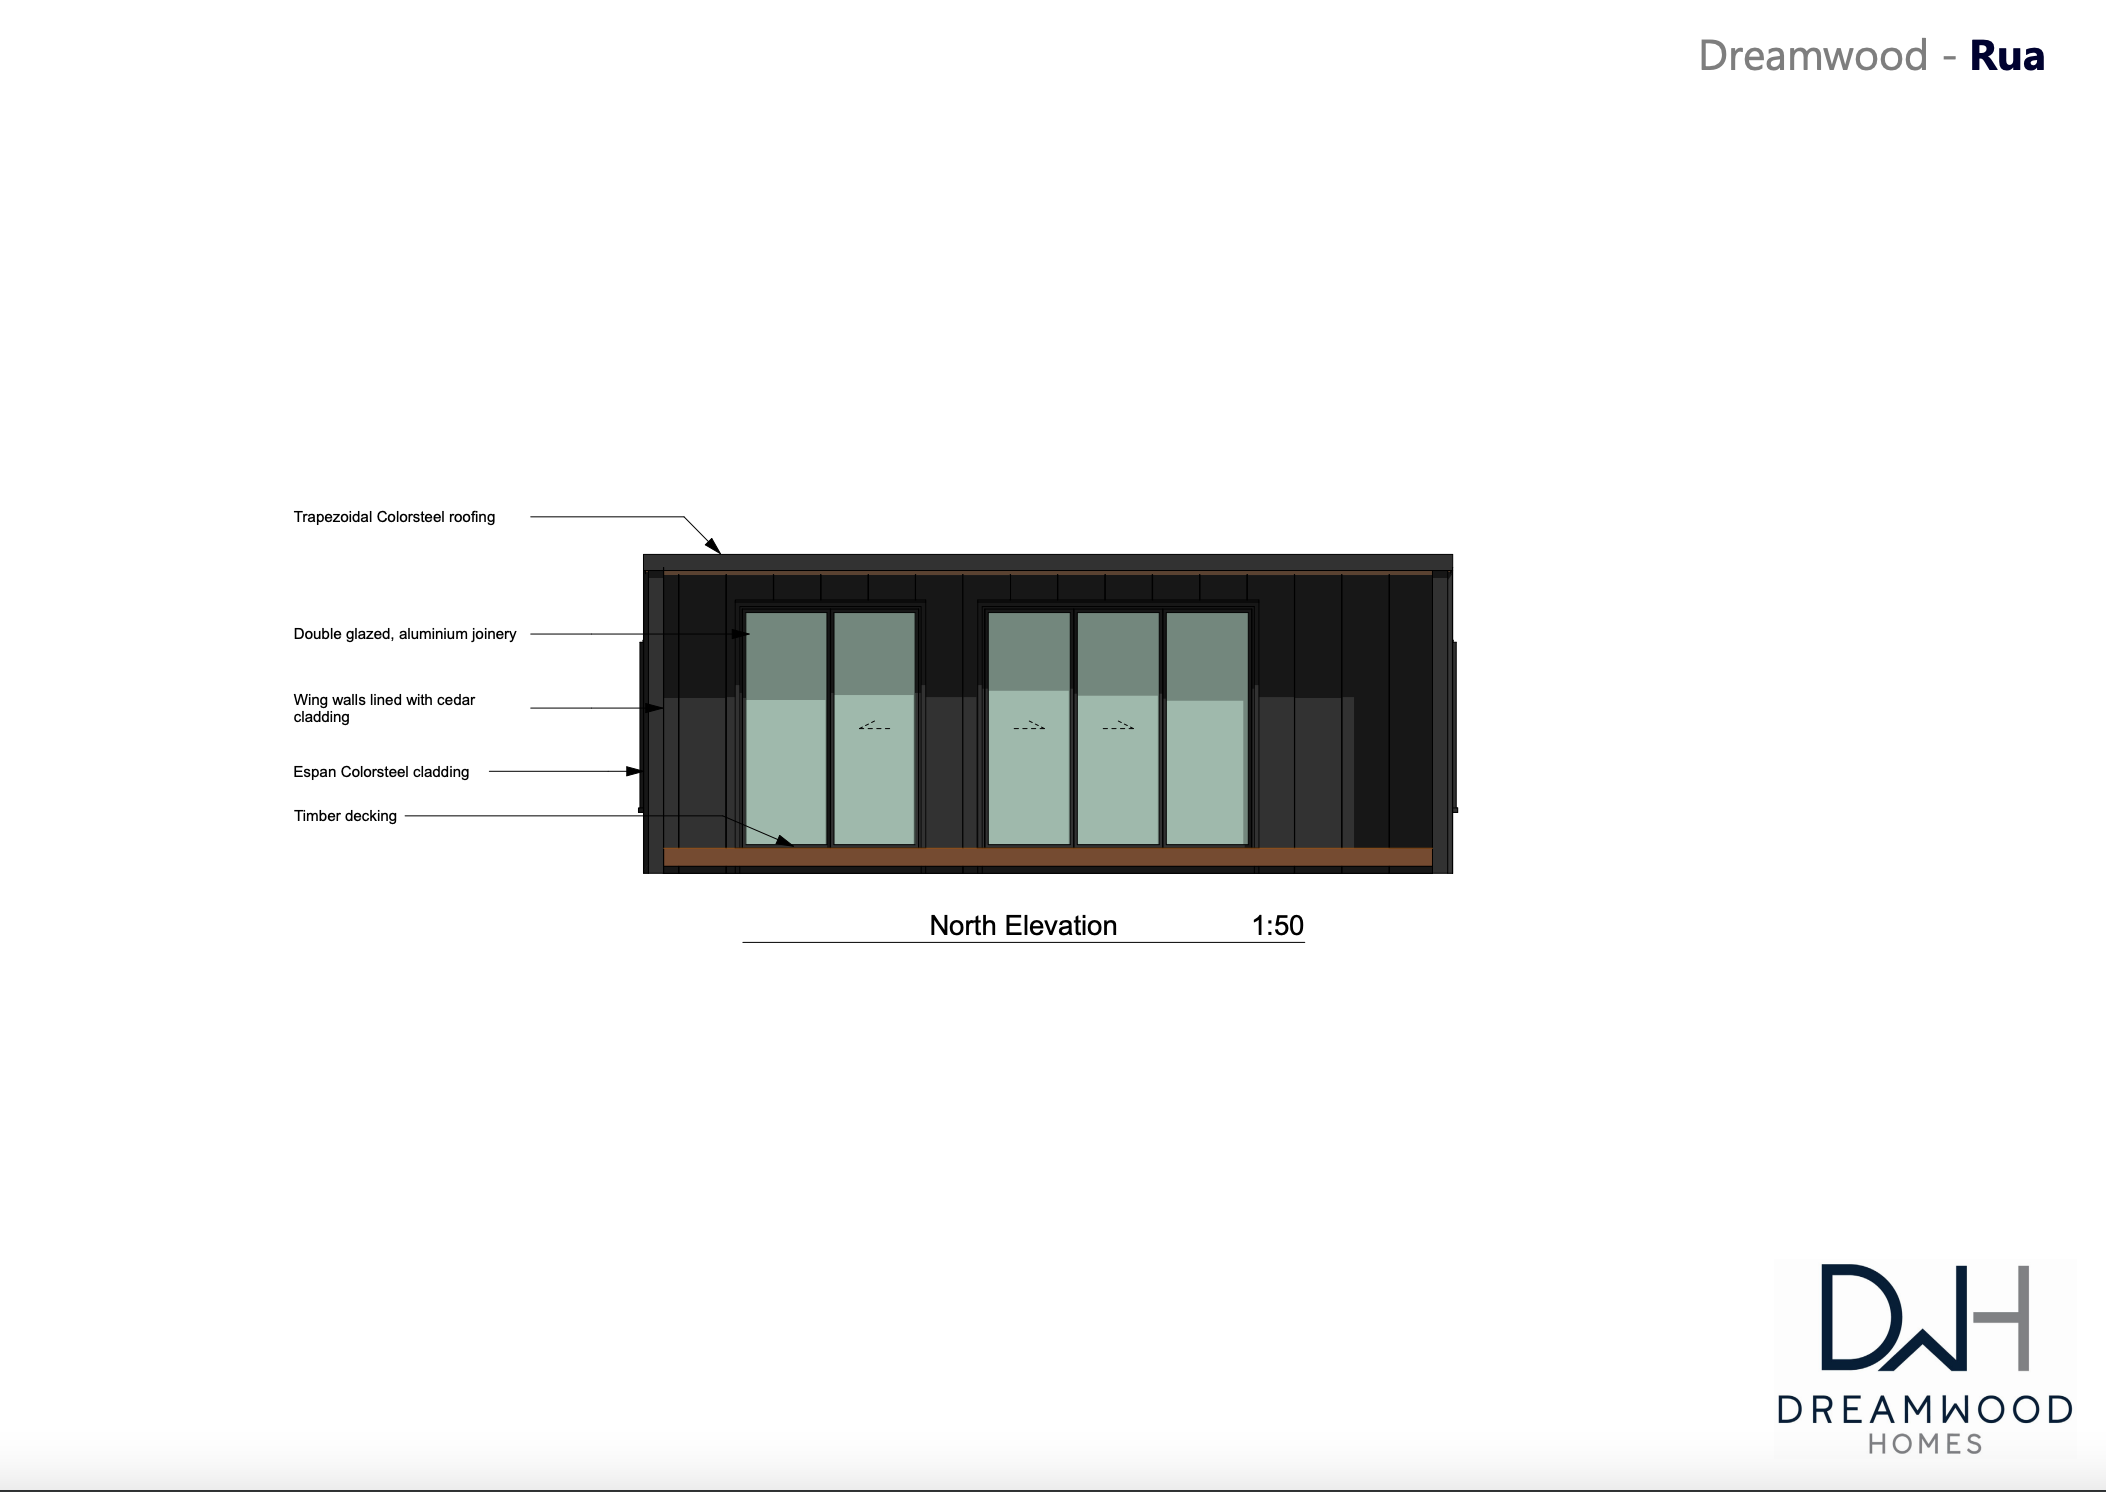 Dreamwood - Rua
Trapezoidal Colorsteel roofing
Double glazed, aluminium joinery
Wing walls lined with cedar
cladding
Espan Colorsteel cladding
Timber decking
North Elevation 1:50
DWH
DREAMWOOD
HOMES